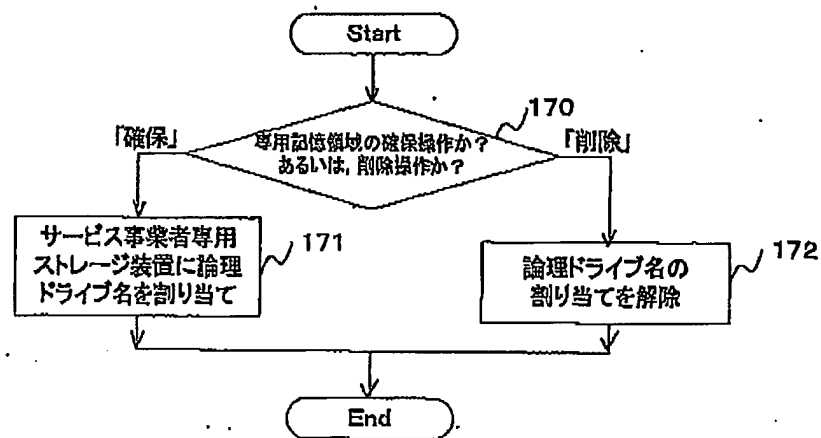 Start
170
「確保」
専用記憶領域の確保操作か?
あるいは, 削除操作か?
「削除」
サービス事業者専用
ストレージ装置に論理
ドライブ名を割り当て
171
論理ドライブ名の
割り当てを解除
172
End